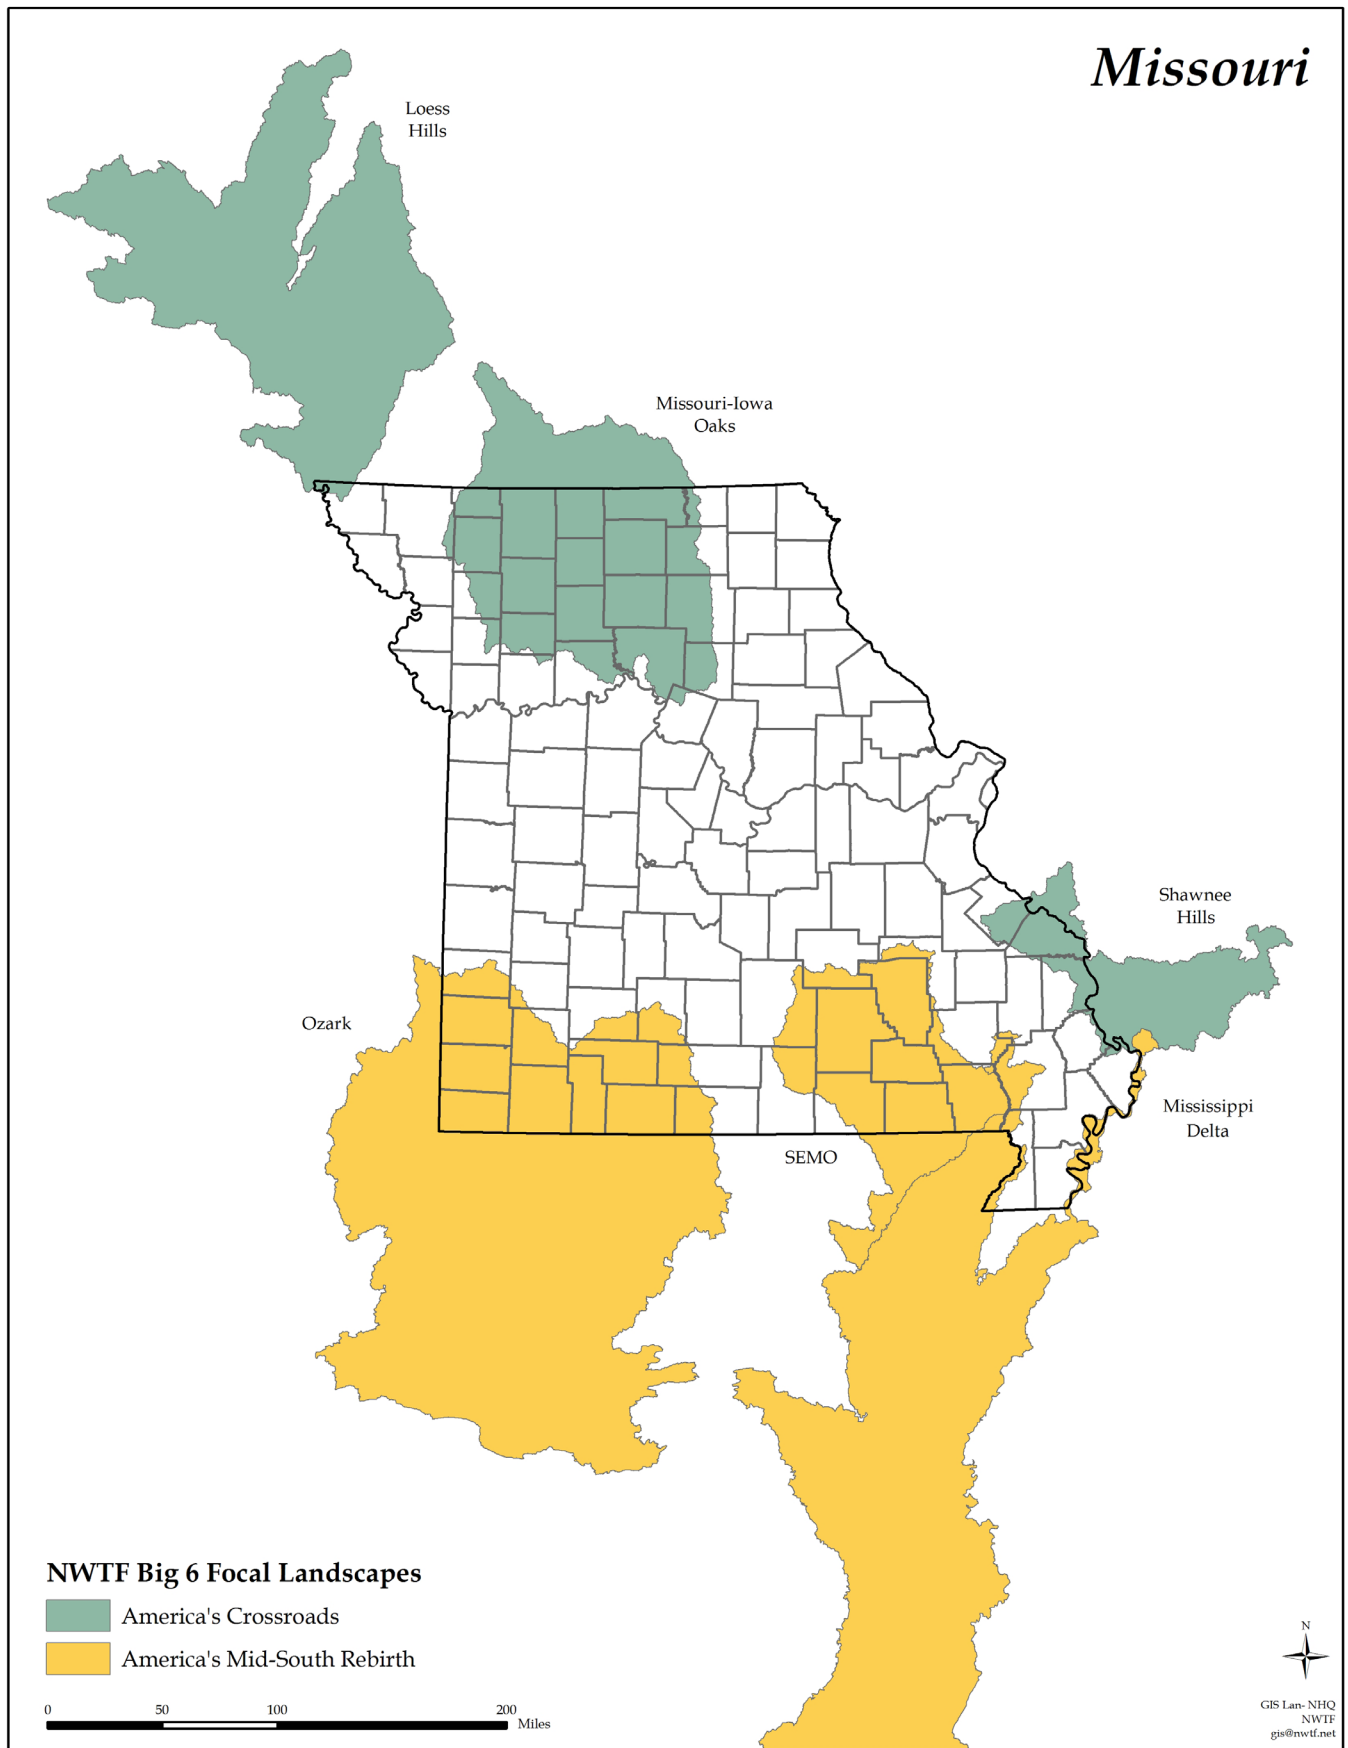 Missouri
Loess
Hills
Missouri-Iowa
Oaks
Shawnee
Hills
Ozark
Mississippi
Delta
SEMO
NWTF Big 6 Focal Landscapes
America's Crossroads
America's Mid-South Rebirth
0 50 100 200
Miles
N
GIS Lan- NHQ
NWTF
gis@nwtf.net